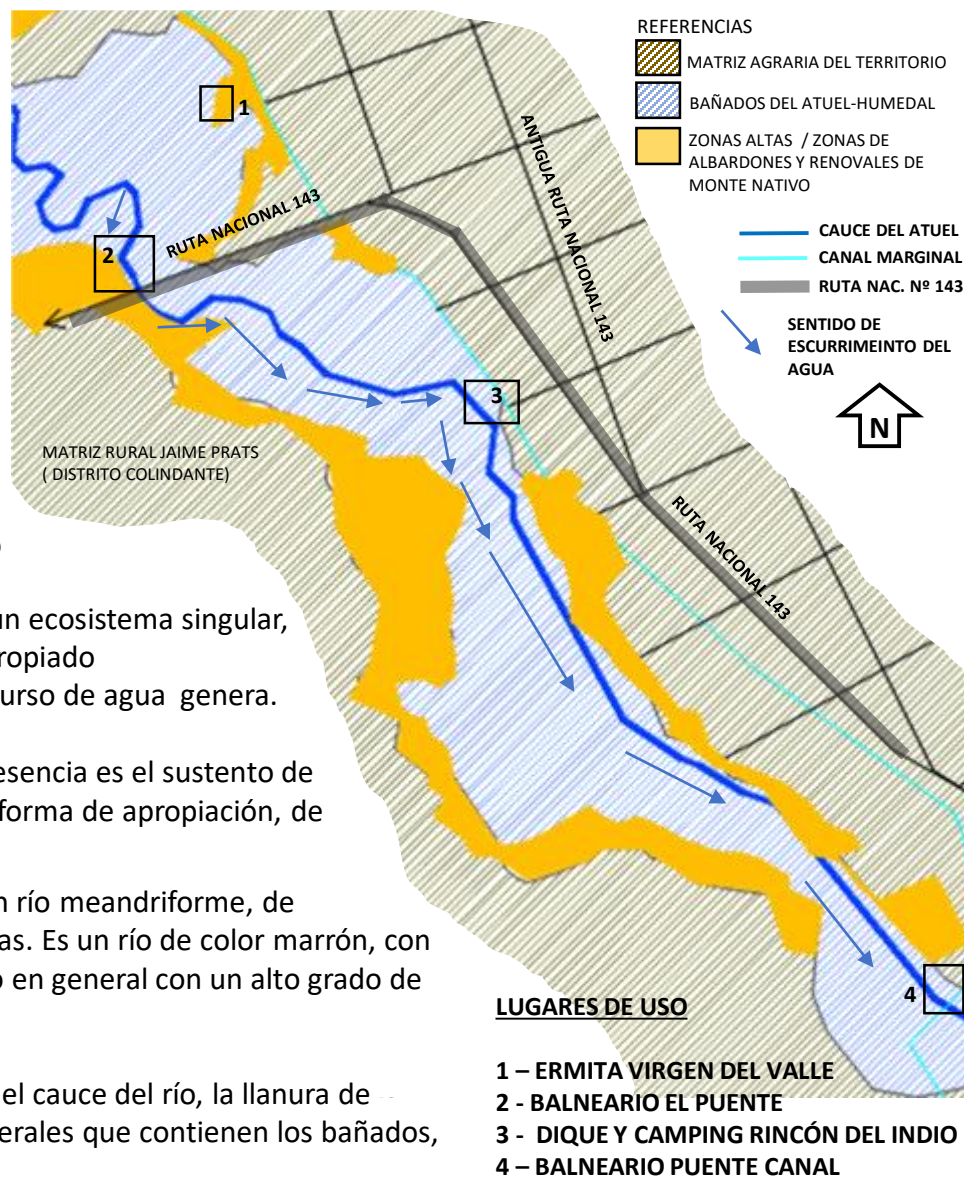 REFERENCIAS
MATRIZ AGRARIA DEL TERRITORIO
BAÑADOS DEL ATUEL-HUMEDAL
ZONAS ALTAS / ZONAS DE
ALBARDONES Y RENOVALES DE
MONTE NATIVO
CAUCE DEL ATUEL
CANAL MARGINAL
RUTA NAC. Nº 143
SENTIDO DE
ESCURRIMEINTO DEL
AGUA
N
1
ANTIGUA RUTA NACIONAL 143
RUTA NACIONAL 143
2
3
MATRIZ RURAL JAIME PRATS
( DISTRITO COLINDANTE)
RUTA NACIONAL 143
un ecosistema singular,
ropiado
urso de agua genera.
esencia es el sustento de
forma de apropiación, de
n río meandriforme, de
as. Es un río de color marrón, con
o en general con un alto grado de
el cauce del río, la llanura de
erales que contienen los bañados,
4
LUGARES DE USO
1 – ERMITA VIRGEN DEL VALLE
2 - BALNEARIO EL PUENTE
3 - DIQUE Y CAMPING RINCÓN DEL INDIO
4 – BALNEARIO PUENTE CANAL